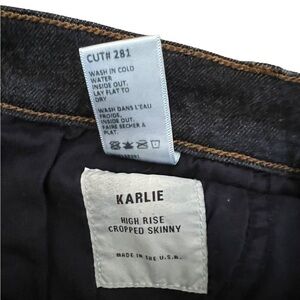 CUT# 281
WASH IN COLD
WATER
INSIDE OUT.
LAY FLAT TO
DRY
WASH DANS L'EAU
FROIDE.
INSIDE OUT.
FAIRE SECHER A
PLAT.
KARLIE
HIGH RISE
CROPPED SKINNY
MADE IN THE U.S.A.